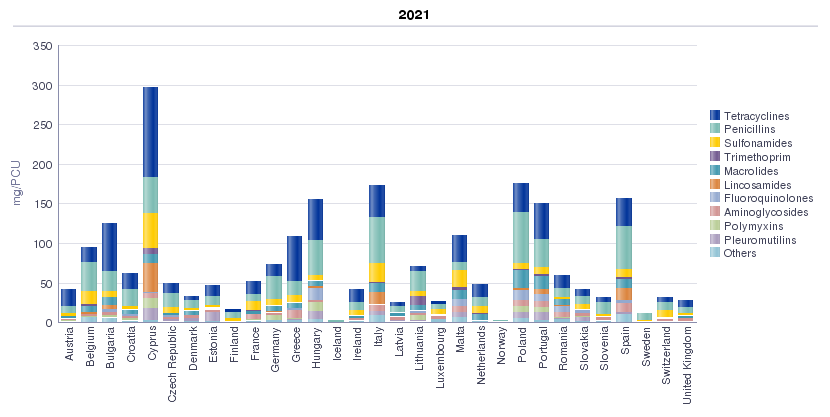 2021
350
300
250
200
150
100
50
0
mg/PCU
Austria
Belgium
Bulgaria
Croatia
Cyprus
Czech Republic
Denmark
Estonia
Finland
France
Germany
Greece
Hungary
Iceland
Ireland
Italy
Latvia
Lithuania
Luxembourg
Malta
Netherlands
Norway
Poland
Portugal
Romania
Slovakia
Slovenia
Spain
Sweden
Switzerland
United Kingdom
Tetracyclines
Penicillins
Sulfonamides
Trimethoprim
Macrolides
Lincosamides
Fluoroquinolones
Aminoglycosides
Polymyxins
Pleuromutilins
Others